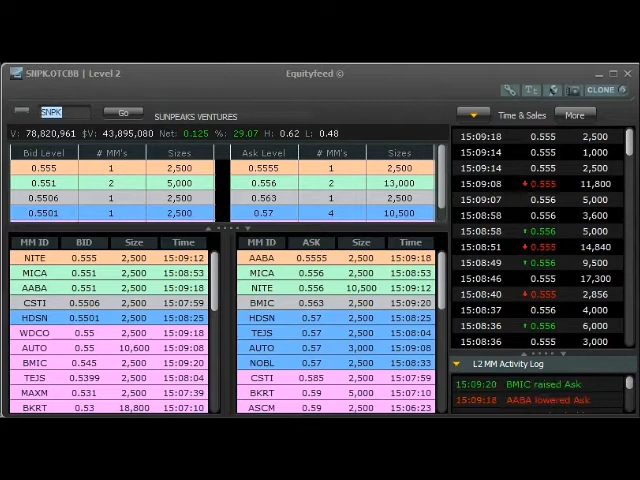 SNPK.OTCBB | Level 2
Equityfeed ©
CLONE
SNPK
Go
SUNPEAKS VENTURES
V: 78,820,961 $V: 43,895,080 Net: 0.125 %: 29.07 H: 0.62 L: 0.48
Bid Level # MM's Sizes
0.555 1 2,500
0.551 2 5,000
0.5506 1 2,500
0.5501 1 2,500
Ask Level # MM's Sizes
0.5555 1 2,500
0.556 2 13,000
0.563 1 2,500
0.57 4 10,500
MM ID BID Size Time
NITE 0.555 2,500 15:09:12
MICA 0.551 2,500 15:08:53
AABA 0.551 2,500 15:09:18
CSTI 0.5506 2,500 15:07:59
HDSN 0.5501 2,500 15:08:25
WDCO 0.55 2,500 15:09:18
AUTO 0.55 10,600 15:09:08
BMIC 0.545 2,500 15:09:20
TEJS 0.5399 2,500 15:08:04
MAXM 0.531 2,500 15:07:10
BKRT 0.53 18,800 15:07:10
MM ID ASK Size Time
AABA 0.5555 2,500 15:09:18
MICA 0.556 2,500 15:08:53
NITE 0.556 10,500 15:09:12
BMIC 0.563 2,500 15:09:20
HDSN 0.57 2,500 15:08:25
TEJS 0.57 2,500 15:08:04
AUTO 0.57 3,000 15:09:08
NOBL 0.57 2,500 15:08:33
CSTI 0.585 2,500 15:07:59
BKRT 0.59 5,000 15:07:10
ASCM 0.59 2,500 15:06:23
Time & Sales
More
15:09:18 0.555 2,500
15:09:14 0.555 1,000
15:09:14 0.555 2,500
15:09:08 0.555 11,800
15:08:58 0.556 3,600
15:08:58 0.556 5,000
15:08:51 0.555 14,840
15:08:49 0.556 9,500
15:08:46 0.555 17,300
15:08:40 0.555 2,856
15:08:37 0.556 4,000
15:08:36 0.556 6,000
15:08:36 0.555 2,500
L2 MM Activity Log
15:09:20 BMIC raised Ask
15:09:18 AABA lowered Ask